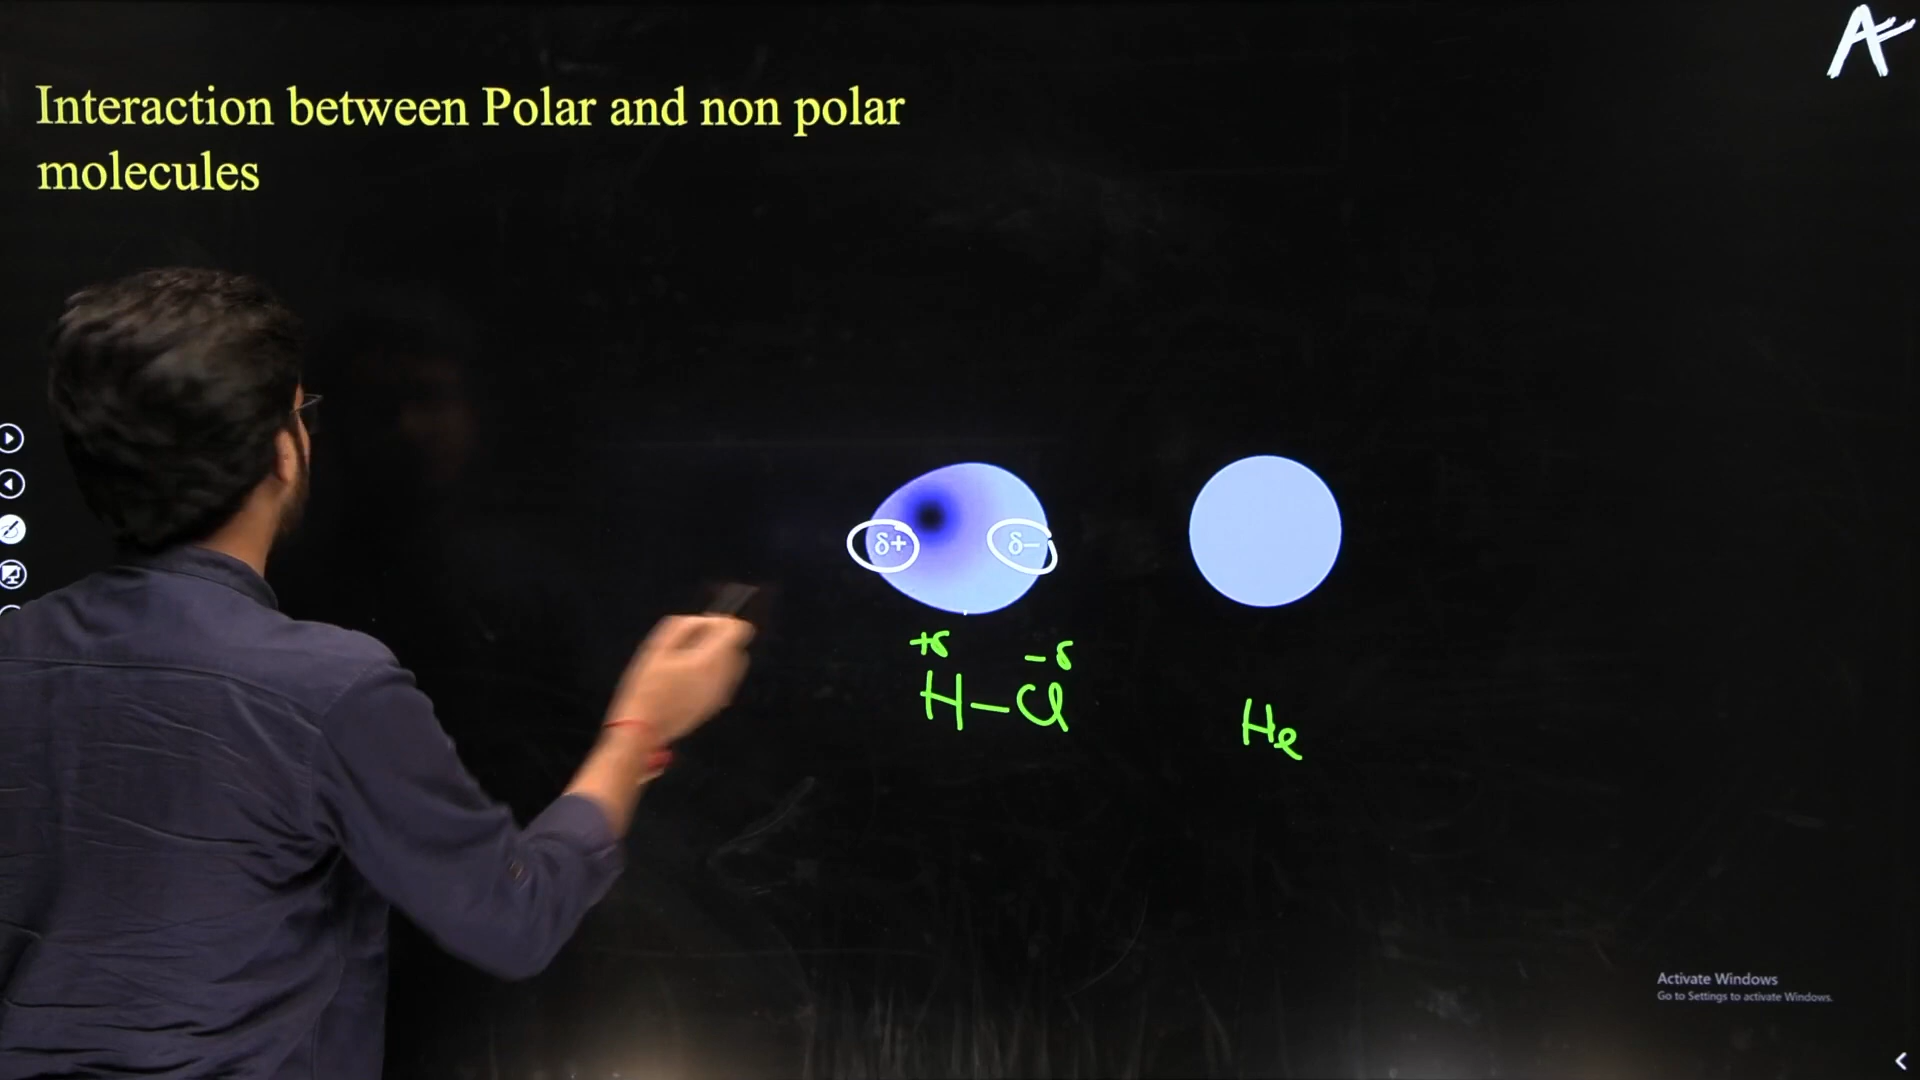 Interaction between Polar and non polar
molecules
δ+ δ−
+δ −δ
H–Cl
He
Activate Windows
Go to Settings to activate Windows.